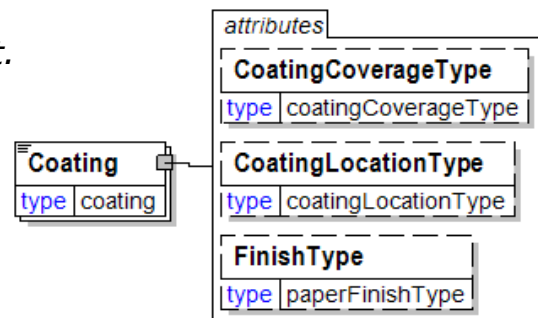 attributes
CoatingCoverageType
type coatingCoverageType
Coating
type coating
CoatingLocationType
type coatingLocationType
FinishType
type paperFinishType